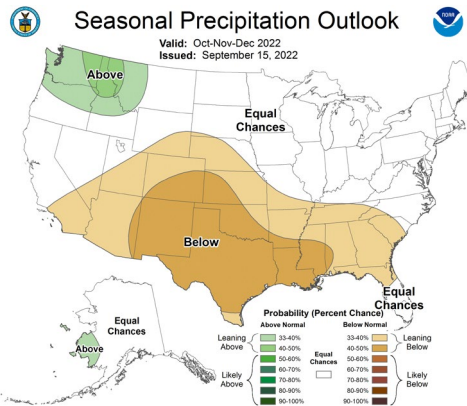 Seasonal Precipitation Outlook
Valid: Oct-Nov-Dec 2022
Issued: September 15, 2022
NOAA
Above
Equal
Chances
Below
Equal
Chances
Above
Equal
Chances
Probability (Percent Chance)
Above Normal
Below Normal
Leaning
Above
33-40%
40-50%
50-60%
60-70%
70-80%
80-90%
90-100%
Likely
Above
Equal
Chances
33-40%
40-50%
50-60%
60-70%
70-80%
80-90%
90-100%
Leaning
Below
Likely
Below